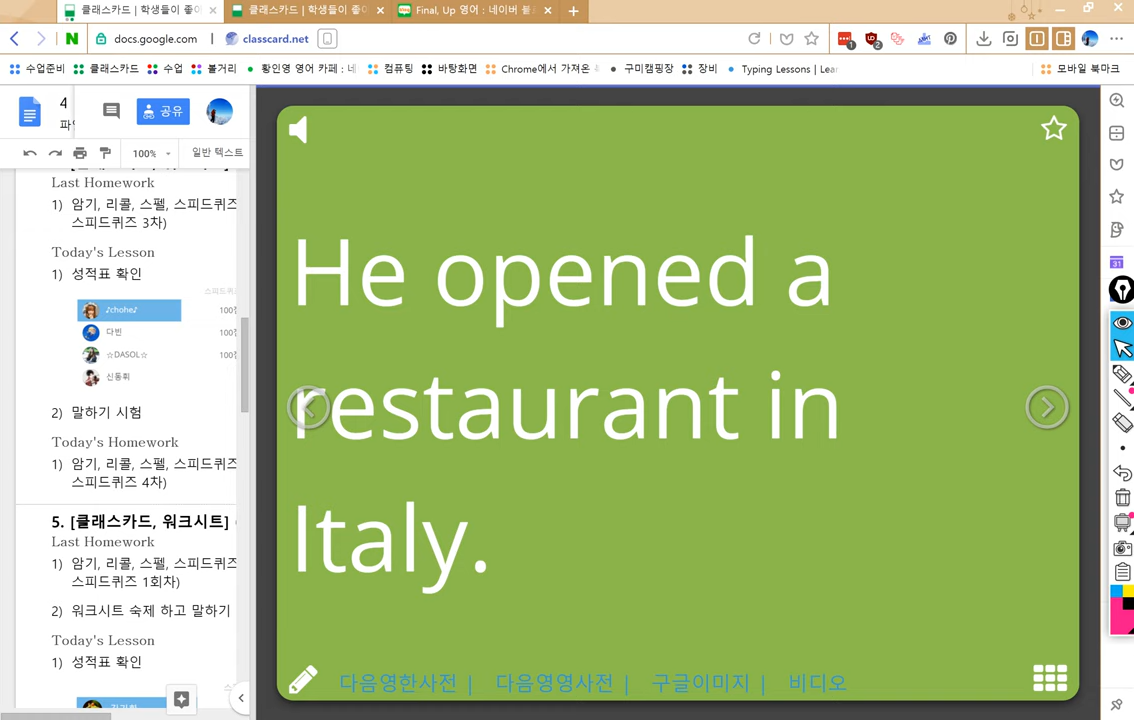 클래스카드 | 학생들이 좋아
클래스카드 | 학생들이 좋아
Final, Up 영어 : 네이버 블
docs.google.com
classcard.net
수업준비
클래스카드
수업
볼거리
황인영 영어 카페 : 네
컴퓨팅
바탕화면
Chrome에서 가져온
구미캠핑장
장비
Typing Lessons | Lear
모바일 북마크
4
공유
100%
일반 텍스트
Last Homework
1) 암기, 리콜, 스펠, 스피드퀴즈
스피드퀴즈 3차)
Today's Lesson
1) 성적표 확인
♪chohe♪
100
다빈
100
☆DASOL☆
100
신동휘
2) 말하기 시험
Today's Homework
1) 암기, 리콜, 스펠, 스피드퀴즈
스피드퀴즈 4차)
5. [클래스카드, 워크시트]
Last Homework
1) 암기, 리콜, 스펠, 스피드퀴즈
스피드퀴즈 1회차)
2) 워크시트 숙제 하고 말하기
Today's Lesson
1) 성적표 확인
He opened a
restaurant in
Italy.
다음영한사전 | 다음영영사전 | 구글이미지 | 비디오